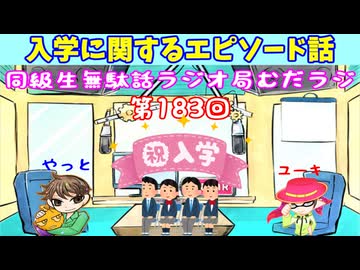 入学に関するエピソード話
同級生無駄話ラジオ局むだラジ
第183回
祝入学
やっと
ユーキ